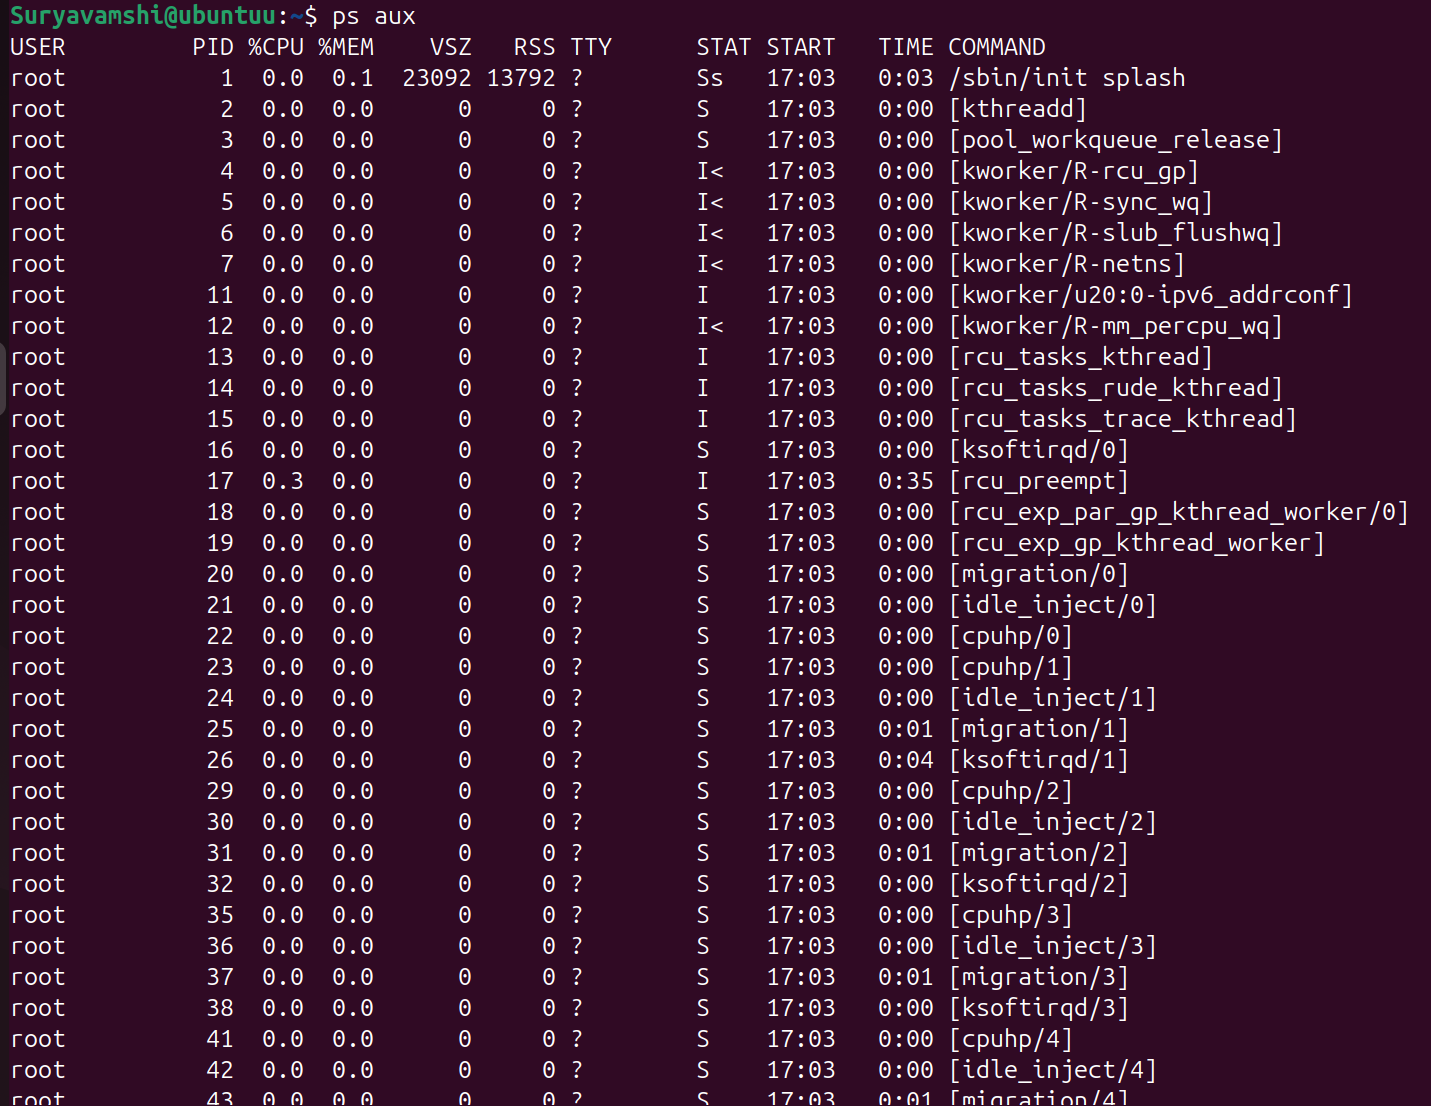 Suryavamshi@ubuntuu:~$ ps aux
USER         PID %CPU %MEM    VSZ   RSS TTY      STAT START   TIME COMMAND
root           1  0.0  0.1  23092 13792 ?        Ss   17:03   0:03 /sbin/init splash
root           2  0.0  0.0      0     0 ?        S    17:03   0:00 [kthreadd]
root           3  0.0  0.0      0     0 ?        S    17:03   0:00 [pool_workqueue_release]
root           4  0.0  0.0      0     0 ?        I<   17:03   0:00 [kworker/R-rcu_gp]
root           5  0.0  0.0      0     0 ?        I<   17:03   0:00 [kworker/R-sync_wq]
root           6  0.0  0.0      0     0 ?        I<   17:03   0:00 [kworker/R-slub_flushwq]
root           7  0.0  0.0      0     0 ?        I<   17:03   0:00 [kworker/R-netns]
root          11  0.0  0.0      0     0 ?        I    17:03   0:00 [kworker/u20:0-ipv6_addrconf]
root          12  0.0  0.0      0     0 ?        I<   17:03   0:00 [kworker/R-mm_percpu_wq]
root          13  0.0  0.0      0     0 ?        I    17:03   0:00 [rcu_tasks_kthread]
root          14  0.0  0.0      0     0 ?        I    17:03   0:00 [rcu_tasks_rude_kthread]
root          15  0.0  0.0      0     0 ?        I    17:03   0:00 [rcu_tasks_trace_kthread]
root          16  0.0  0.0      0     0 ?        S    17:03   0:00 [ksoftirqd/0]
root          17  0.3  0.0      0     0 ?        I    17:03   0:35 [rcu_preempt]
root          18  0.0  0.0      0     0 ?        S    17:03   0:00 [rcu_exp_par_gp_kthread_worker/0]
root          19  0.0  0.0      0     0 ?        S    17:03   0:00 [rcu_exp_gp_kthread_worker]
root          20  0.0  0.0      0     0 ?        S    17:03   0:00 [migration/0]
root          21  0.0  0.0      0     0 ?        S    17:03   0:00 [idle_inject/0]
root          22  0.0  0.0      0     0 ?        S    17:03   0:00 [cpuhp/0]
root          23  0.0  0.0      0     0 ?        S    17:03   0:00 [cpuhp/1]
root          24  0.0  0.0      0     0 ?        S    17:03   0:00 [idle_inject/1]
root          25  0.0  0.0      0     0 ?        S    17:03   0:01 [migration/1]
root          26  0.0  0.0      0     0 ?        S    17:03   0:04 [ksoftirqd/1]
root          29  0.0  0.0      0     0 ?        S    17:03   0:00 [cpuhp/2]
root          30  0.0  0.0      0     0 ?        S    17:03   0:00 [idle_inject/2]
root          31  0.0  0.0      0     0 ?        S    17:03   0:01 [migration/2]
root          32  0.0  0.0      0     0 ?        S    17:03   0:00 [ksoftirqd/2]
root          35  0.0  0.0      0     0 ?        S    17:03   0:00 [cpuhp/3]
root          36  0.0  0.0      0     0 ?        S    17:03   0:00 [idle_inject/3]
root          37  0.0  0.0      0     0 ?        S    17:03   0:01 [migration/3]
root          38  0.0  0.0      0     0 ?        S    17:03   0:00 [ksoftirqd/3]
root          41  0.0  0.0      0     0 ?        S    17:03   0:00 [cpuhp/4]
root          42  0.0  0.0      0     0 ?        S    17:03   0:00 [idle_inject/4]
root          43  0.0  0.0      0     0 ?        S    17:03   0:01 [migration/4]